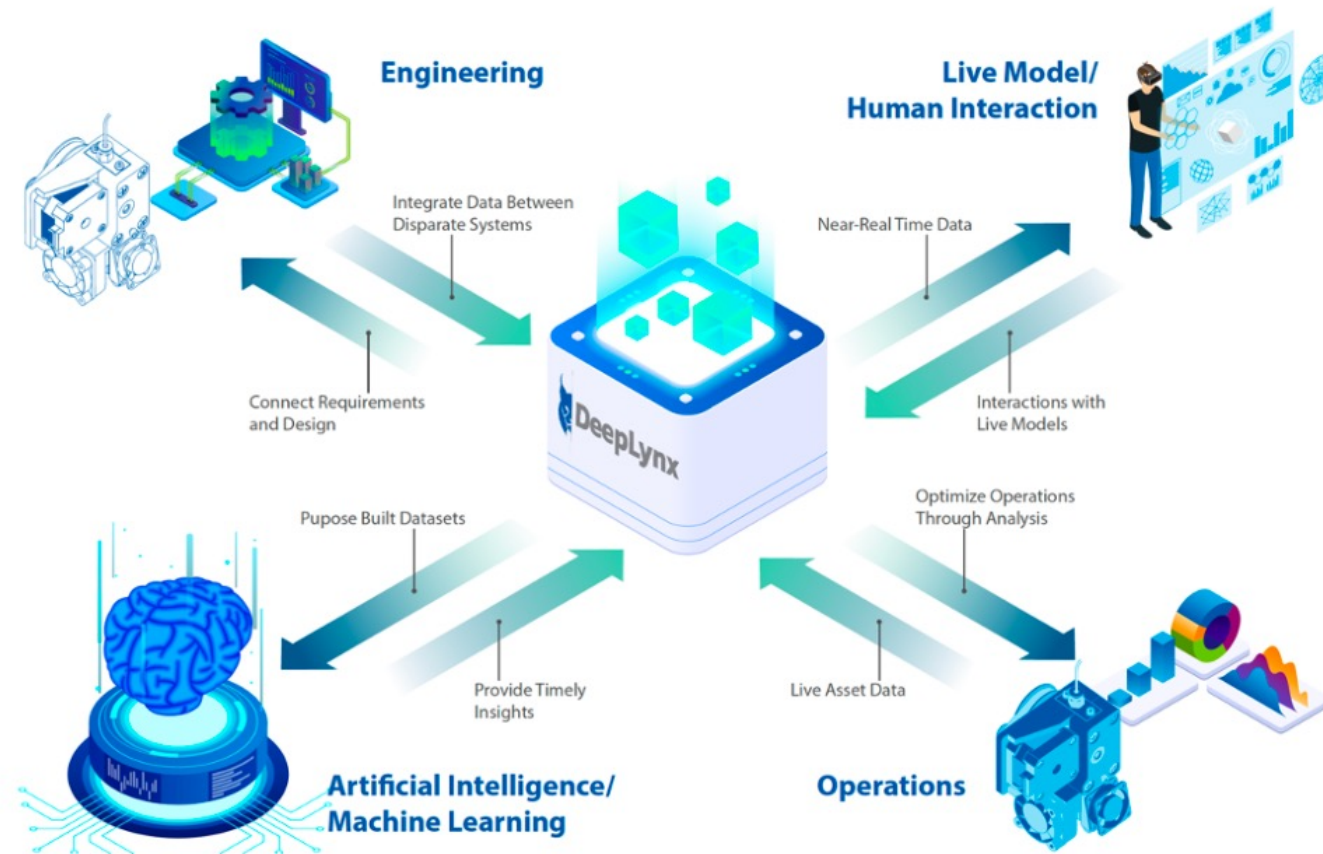 Engineering
Live Model/
Human Interaction
Integrate Data Between
Disparate Systems
Near-Real Time Data
Connect Requirements
and Design
DeepLynx
Interactions with
Live Models
Pupose Built Datasets
Optimize Operations
Through Analysis
Provide Timely
Insights
Live Asset Data
Artificial Intelligence/
Machine Learning
Operations